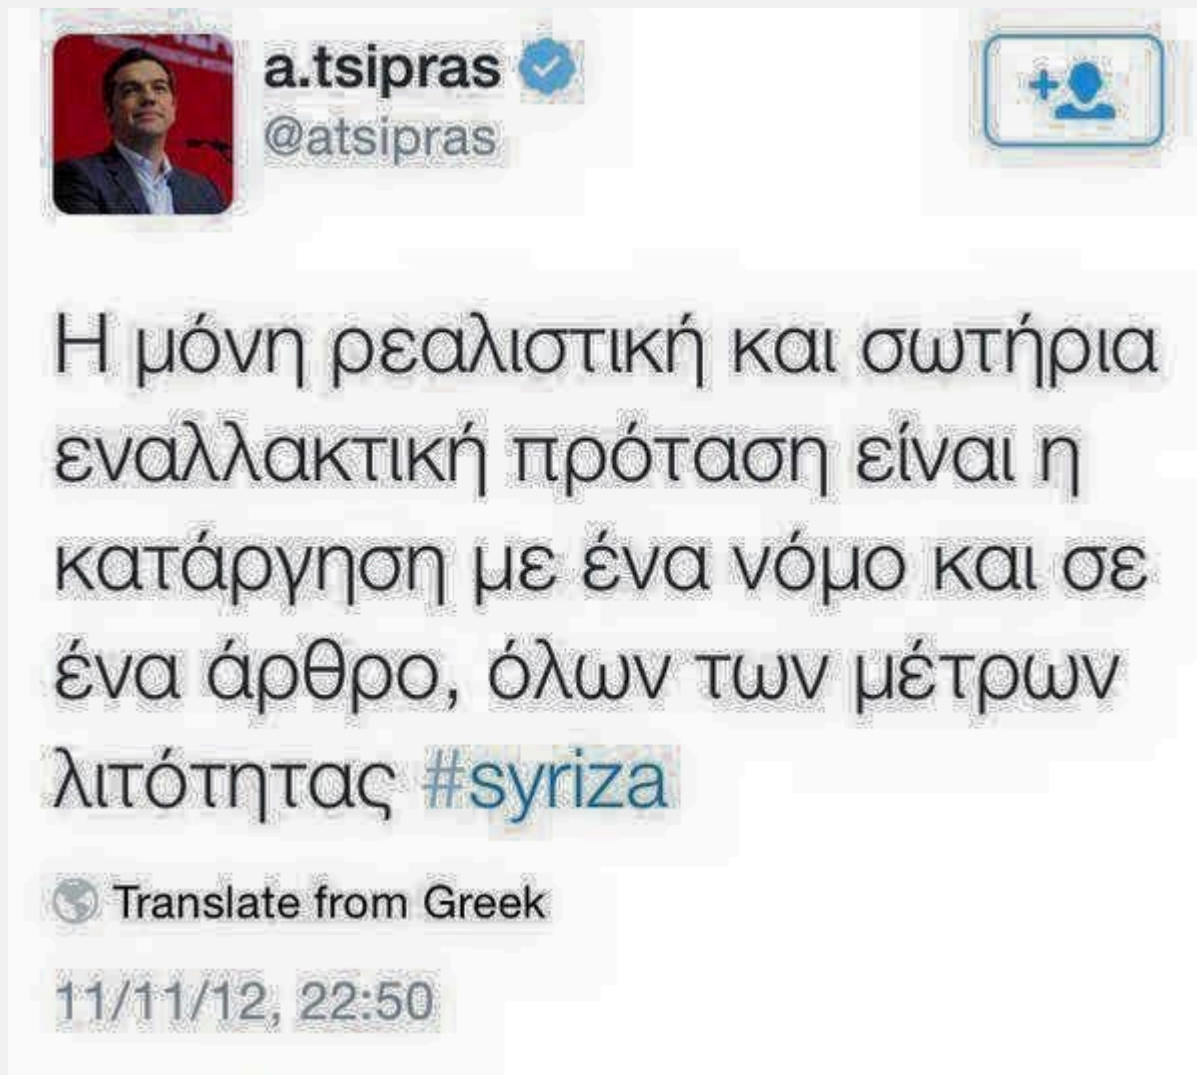 a.tsipras
@atsipras
Η μόνη ρεαλιστική και σωτήρια
εναλλακτική πρόταση είναι η
κατάργηση με ένα νόμο και σε
ένα άρθρο, όλων των μέτρων
λιτότητας #syriza
Translate from Greek
11/11/12, 22:50